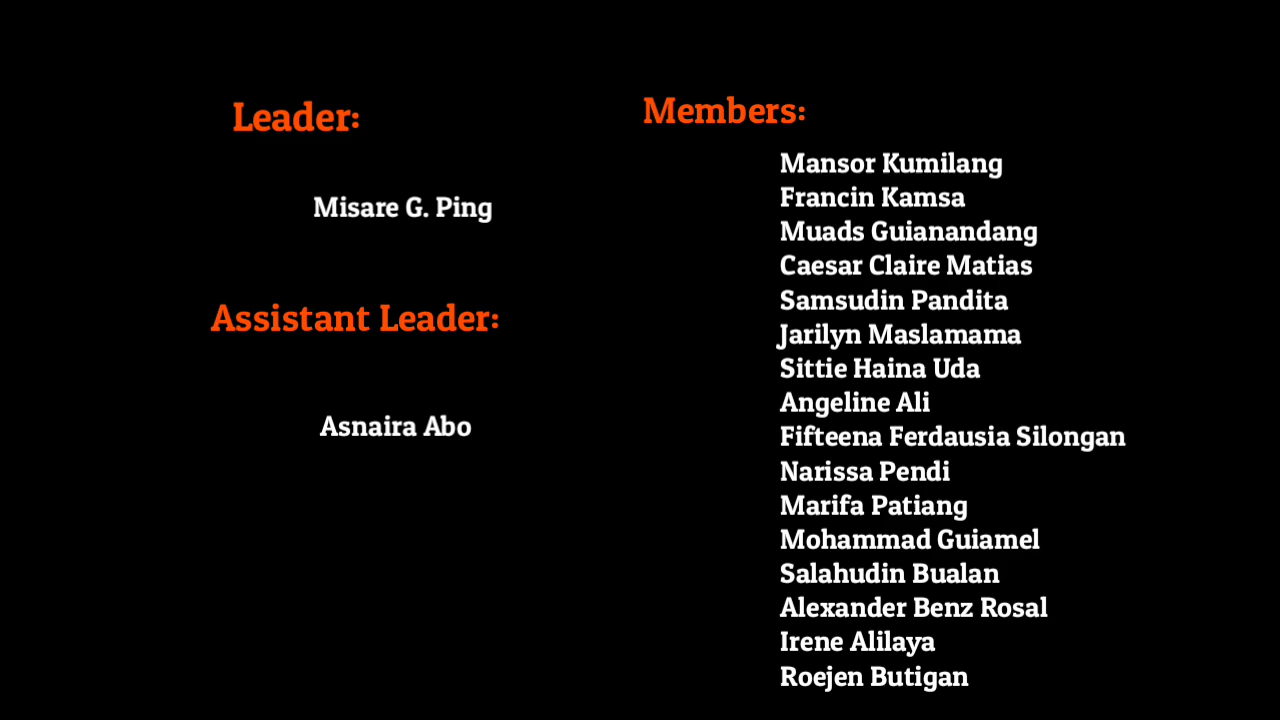 Leader:
Misare G. Ping
Assistant Leader:
Asnaira Abo
Members:
Mansor Kumilang
Francin Kamsa
Muads Guianandang
Caesar Claire Matias
Samsudin Pandita
Jarilyn Maslamama
Sittie Haina Uda
Angeline Ali
Fifteena Ferdausia Silongan
Narissa Pendi
Marifa Patiang
Mohammad Guiamel
Salahudin Bualan
Alexander Benz Rosal
Irene Alilaya
Roejen Butigan